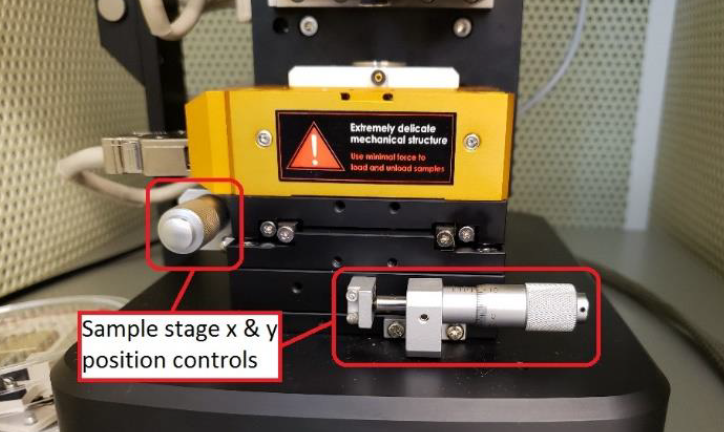 Extremely delicate
mechanical structure
Use minimal force to
load and unload samples
Sample stage x & y
position controls